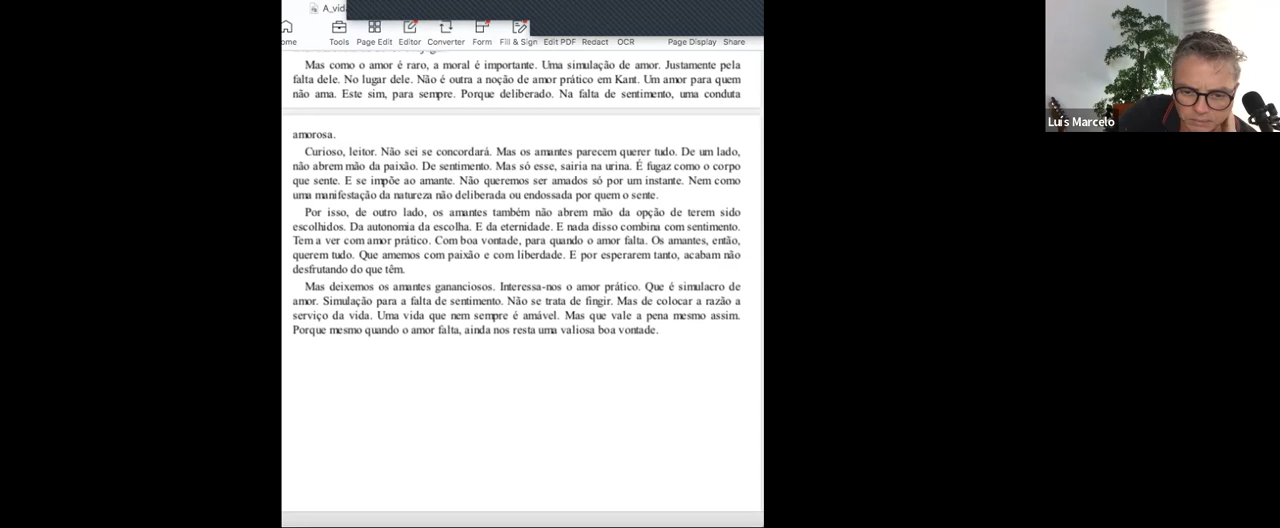 A_vida
ome
Tools
Page Edit
Editor
Converter
Form
Fill & Sign
Edit PDF
Redact
OCR
Page Display
Share
Mas como o amor é raro, a moral é importante. Uma simulação de amor. Justamente pela
falta dele. No lugar dele. Não é outra a noção de amor prático em Kant. Um amor para quem
não ama. Este sim, para sempre. Porque deliberado. Na falta de sentimento, uma conduta
amorosa.
Curioso, leitor. Não sei se concordará. Mas os amantes parecem querer tudo. De um lado,
não abrem mão da paixão. De sentimento. Mas só esse, sairia na urina. É fugaz como o corpo
que sente. E se impõe ao amante. Não queremos ser amados só por um instante. Nem como
uma manifestação da natureza não deliberada ou endossada por quem o sente.
Por isso, de outro lado, os amantes também não abrem mão da opção de terem sido
escolhidos. Da autonomia da escolha. E da eternidade. E nada disso combina com sentimento.
Tem a ver com amor prático. Com boa vontade, para quando o amor falta. Os amantes, então,
querem tudo. Que amemos com paixão e com liberdade. E por esperarem tanto, acabam não
desfrutando do que têm.
Mas deixemos os amantes gananciosos. Interessa-nos o amor prático. Que é simulacro de
amor. Simulação para a falta de sentimento. Não se trata de fingir. Mas de colocar a razão a
serviço da vida. Uma vida que nem sempre é amável. Mas que vale a pena mesmo assim.
Porque mesmo quando o amor falta, ainda nos resta uma valiosa boa vontade.
Luís Marcelo